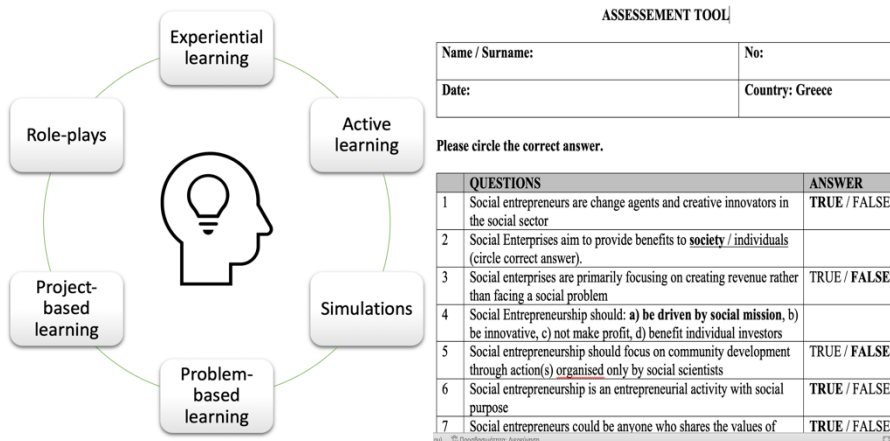 Experiential
learning
Active
learning
Simulations
Problem-
based
learning
Project-
based
learning
Role-plays
ASSESSEMENT TOOL
Name / Surname:
No:
Date:
Country: Greece
Please circle the correct answer.
QUESTIONS
ANSWER
1
Social entrepreneurs are change agents and creative innovators in
the social sector
TRUE / FALSE
2
Social Enterprises aim to provide benefits to society / individuals
(circle correct answer).
3
Social enterprises are primarily focusing on creating revenue rather
than facing a social problem
TRUE / FALSE
4
Social Entrepreneurship should: a) be driven by social mission, b)
be innovative, c) not make profit, d) benefit individual investors
5
Social entrepreneurship should focus on community development
through action(s) organised only by social scientists
TRUE / FALSE
6
Social entrepreneurship is an entrepreneurial activity with social
purpose
TRUE / FALSE
7
Social entrepreneurs could be anyone who shares the values of
TRUE / FALSE